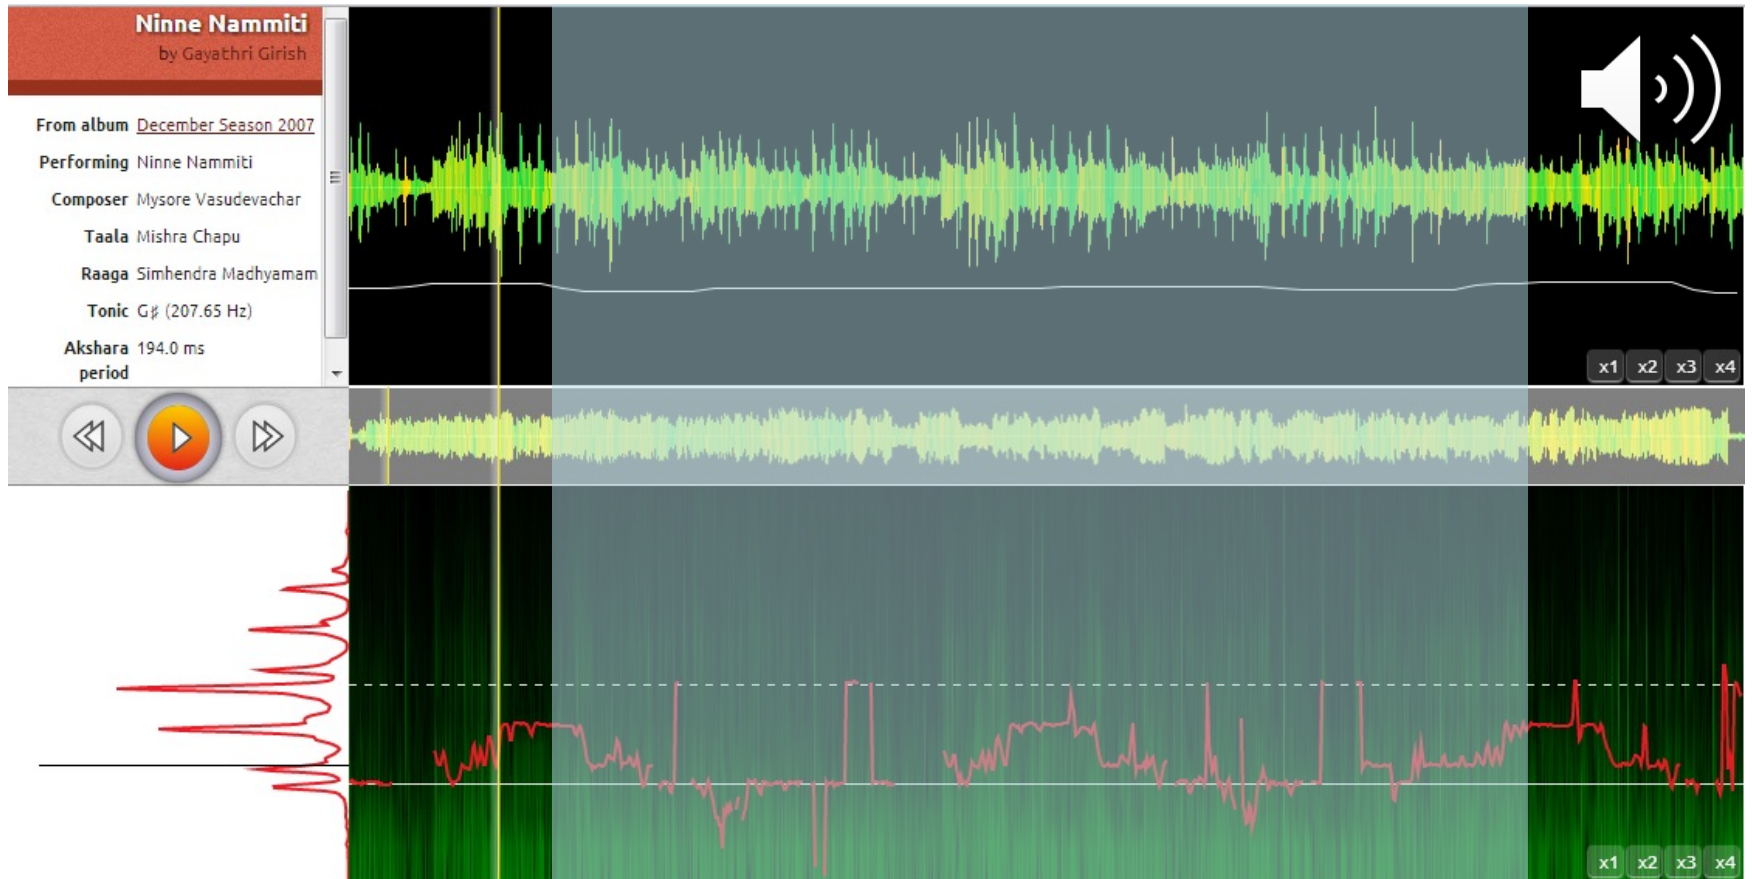 Ninne Nammiti
by Gayathri Girish
From album December Season 2007
Performing Ninne Nammiti
Composer Mysore Vasudevachar
Taala Mishra Chapu
Raaga Simhendra Madhyamam
Tonic G♯ (207.65 Hz)
Akshara 194.0 ms
period
x1 x2 x3 x4
x1 x2 x3 x4